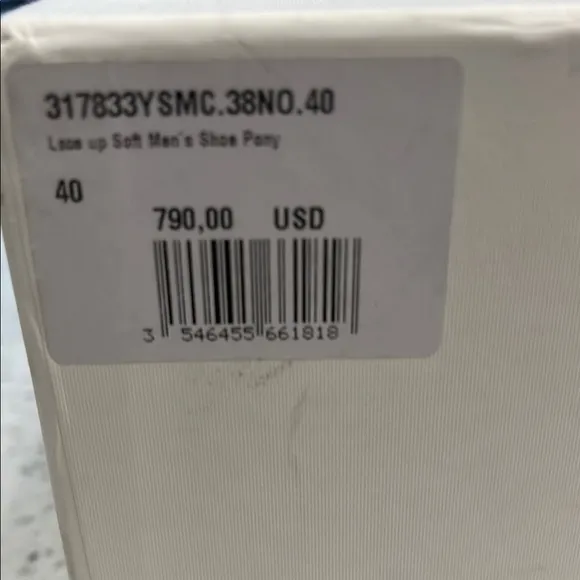 317833YSMC.38NO.40
Lace up Soft Men's Shoe Pony
40
790,00 USD
3 546455 661818